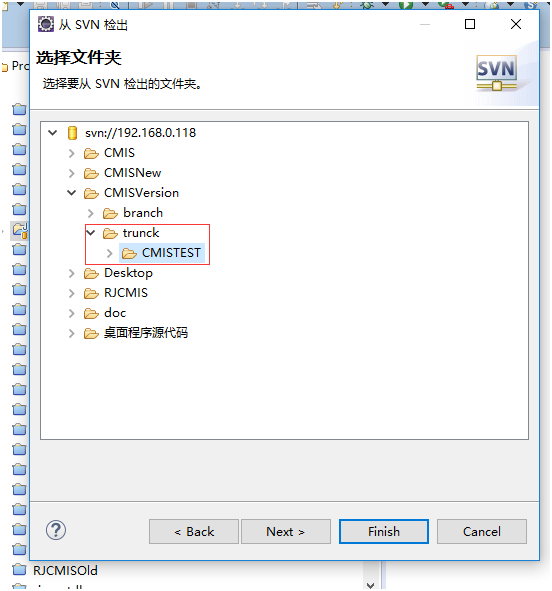 从 SVN 检出
选择文件夹
选择要从 SVN 检出的文件夹。
SVN
Pro
svn://192.168.0.118
CMIS
CMISNew
CMISVersion
branch
trunck
CMISTEST
Desktop
RJCMIS
doc
桌面程序源代码
?
< Back
Next >
Finish
Cancel
RJCMISOld